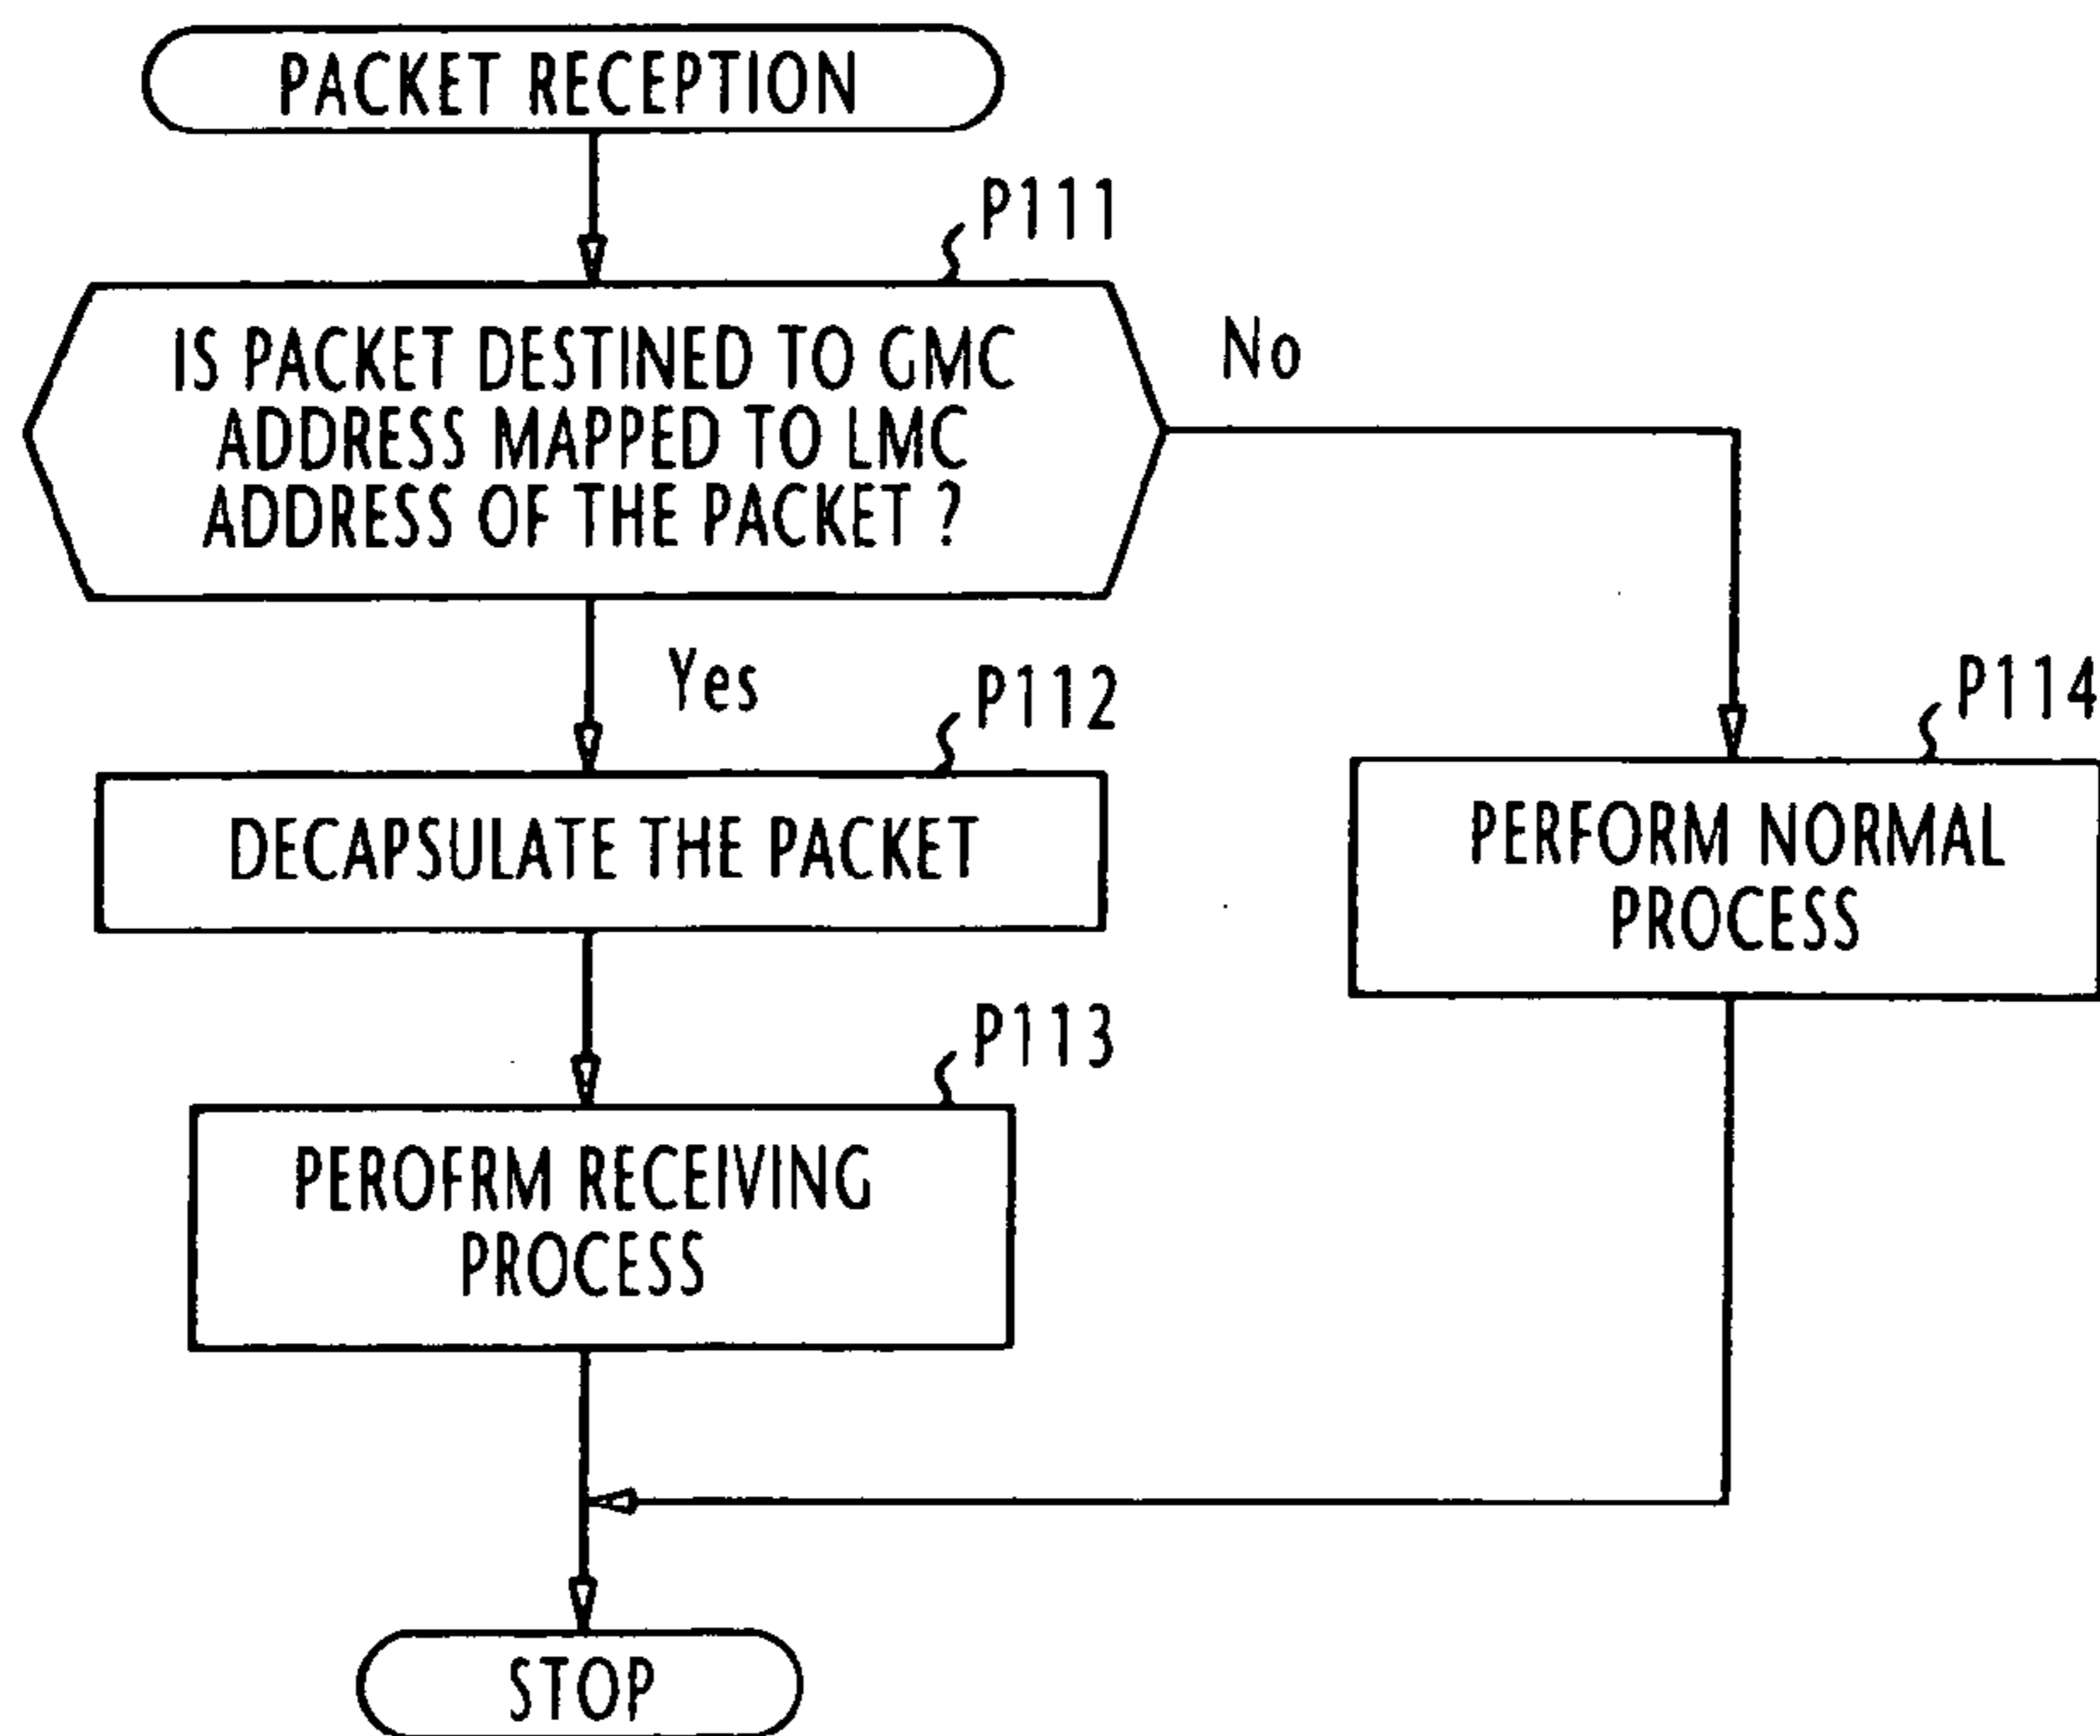 PACKET RECEPTION
P111
IS PACKET DESTINED TO GMC
ADDRESS MAPPED TO LMC
ADDRESS OF THE PACKET ?
No
Yes
P112
DECAPSULATE THE PACKET
P114
PERFORM NORMAL
PROCESS
P113
PEROFRM RECEIVING
PROCESS
STOP